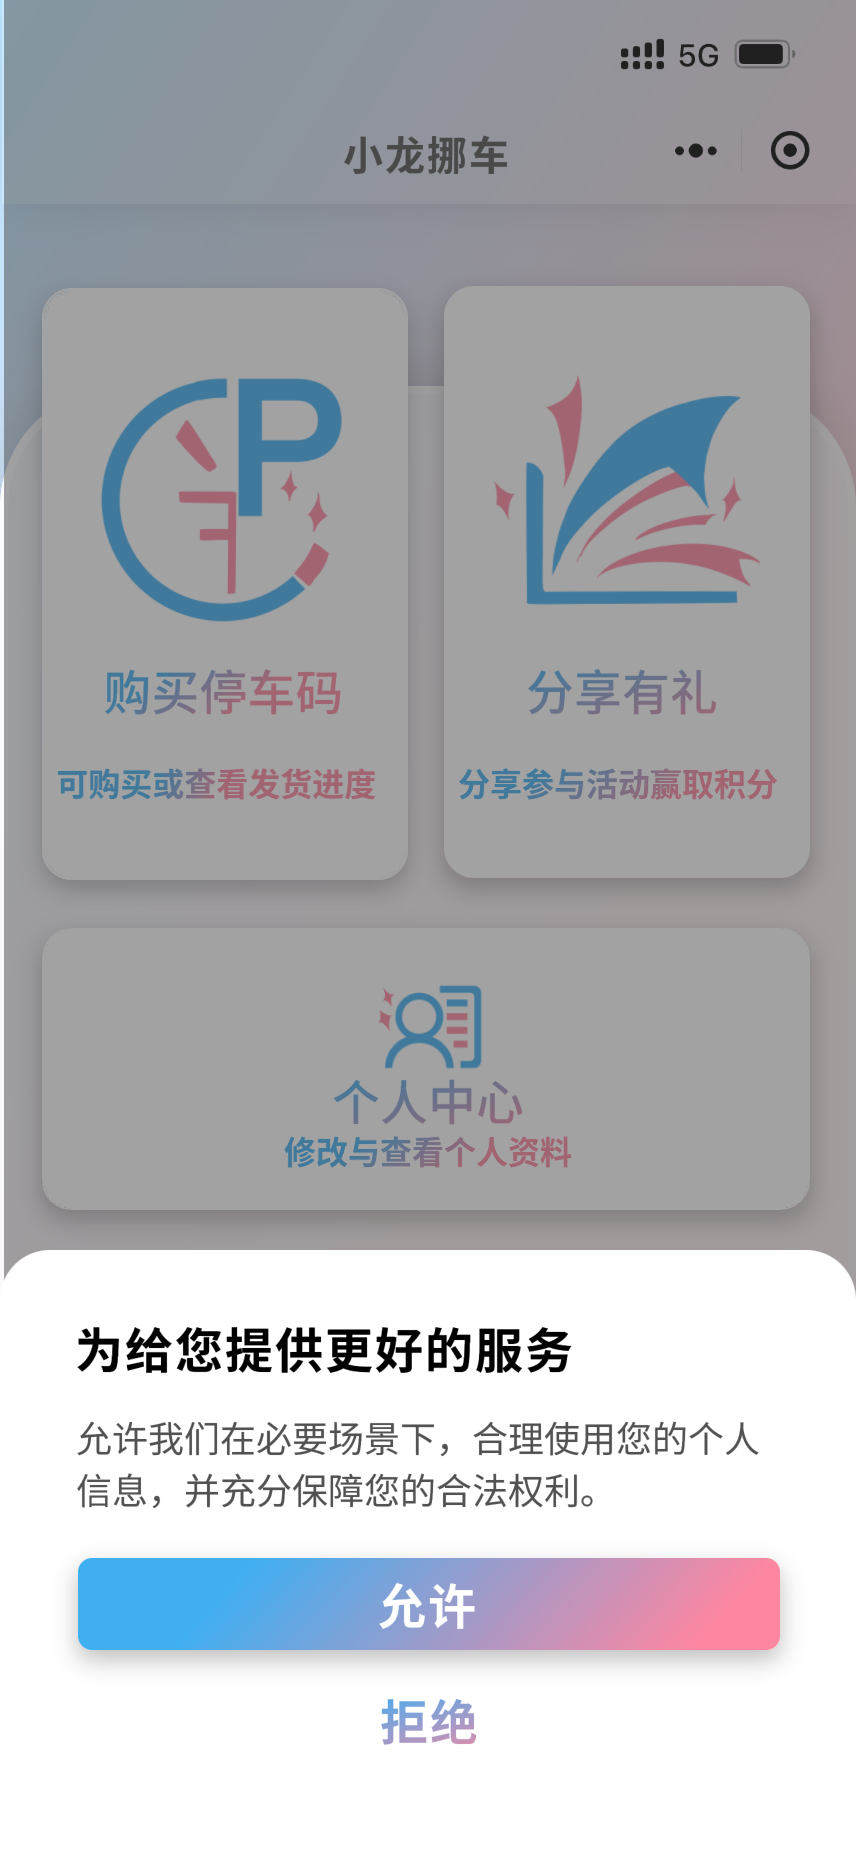 5G
小龙挪车
购买停车码
分享有礼
可购买或查看发货进度
分享参与活动赢取积分
个人中心
修改与查看个人资料
为给您提供更好的服务
允许我们在必要场景下，合理使用您的个人
信息，并充分保障您的合法权利。
允许
拒绝